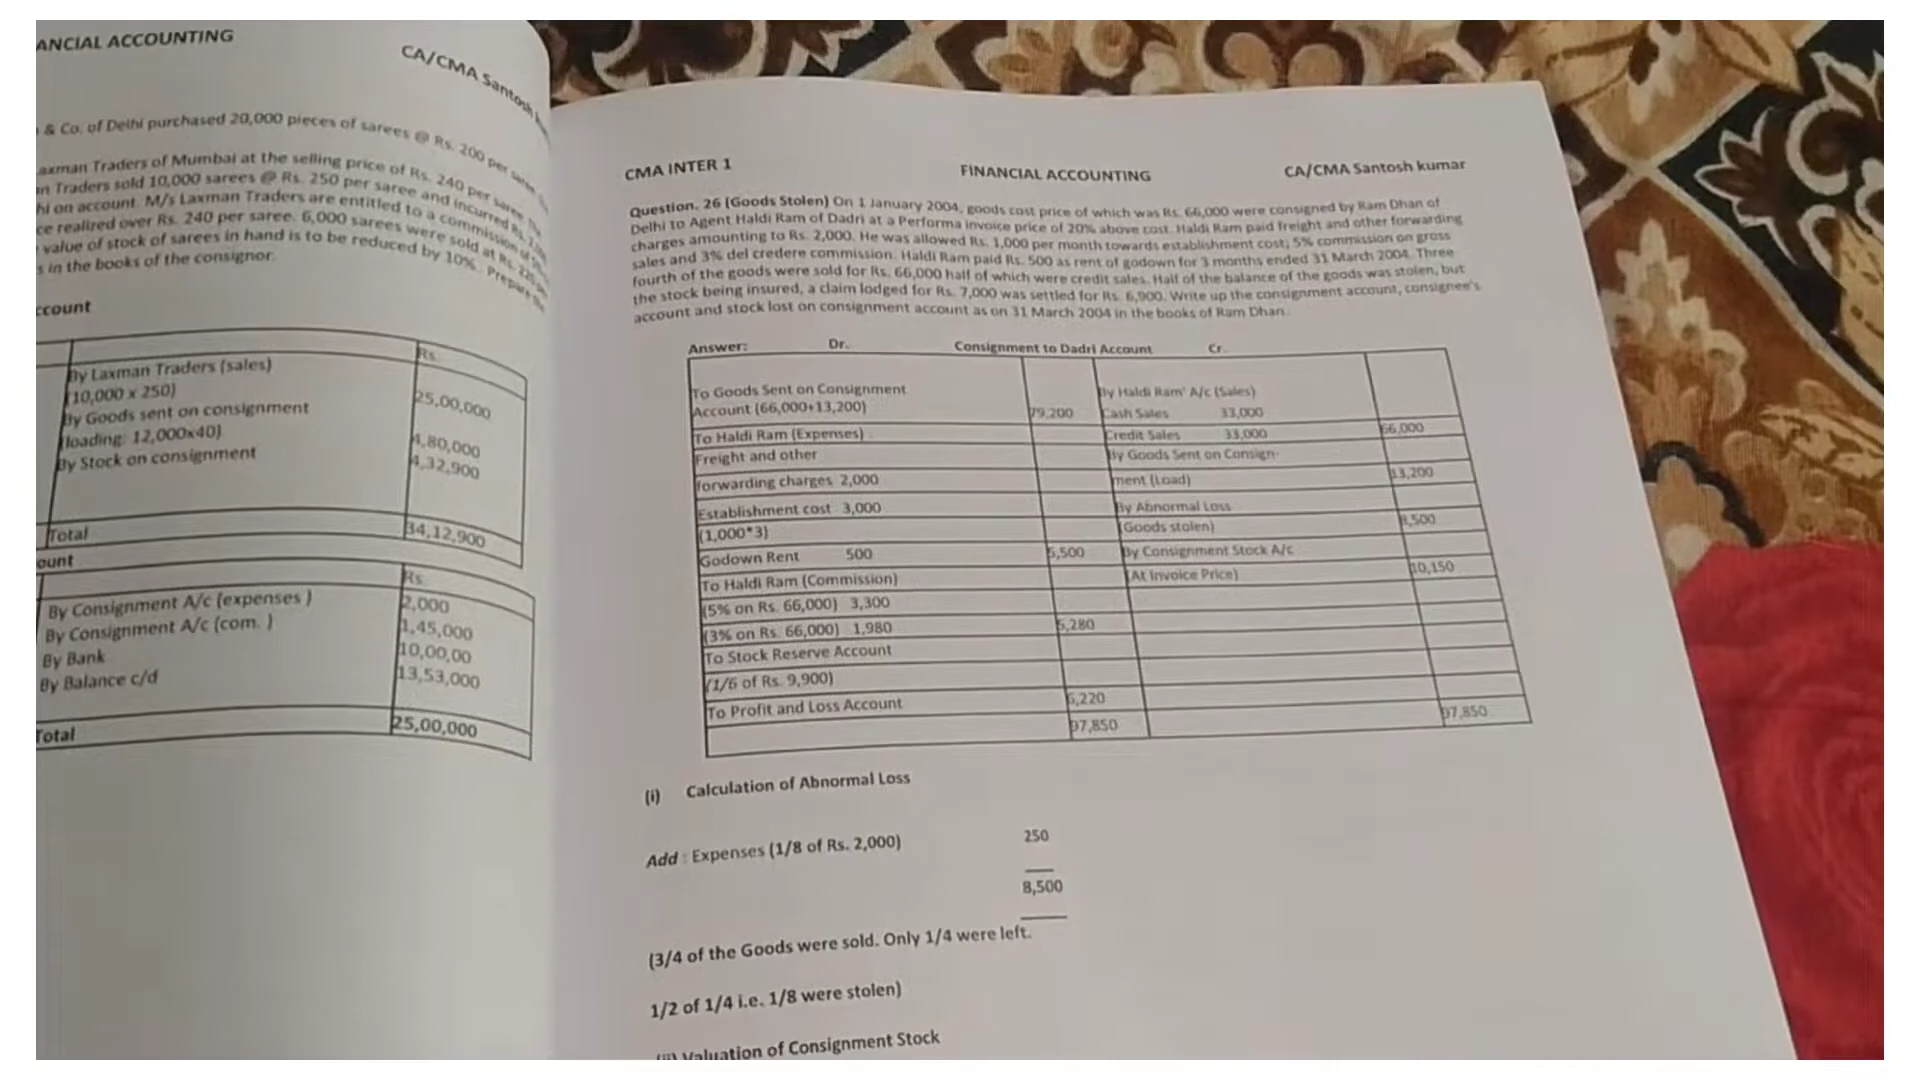 ANCIAL ACCOUNTING
CA/CMA Santosh
& Co. of Delhi purchased 20,000 pieces of sarees @ Rs. 200 per saree
axman Traders of Mumbai at the selling price of Rs. 240 per saree.
n Traders sold 10,000 sarees @ Rs. 250 per saree and incurred Rs.
hi on account. M/s Laxman Traders are entitled to a commission of
ce realized over Rs. 240 per saree. 6,000 sarees were sold at Rs. 220
value of stock of sarees in hand is to be reduced by 10%. Prepare
s in the books of the consignor.
ccount
Rs.
By Laxman Traders (sales)
(10,000 x 250) 25,00,000
By Goods sent on consignment
(loading: 12,000x40) 4,80,000
By Stock on consignment 4,32,900
Total 34,12,900
ount
Rs
By Consignment A/c (expenses ) 2,000
By Consignment A/c (com. ) 1,45,000
By Bank 10,00,00
By Balance c/d 13,53,000
Total 25,00,000
CMA INTER 1 FINANCIAL ACCOUNTING CA/CMA Santosh kumar
Question. 26 (Goods Stolen) On 1 January 2004, goods cost price of which was Rs. 66,000 were consigned by Ram Dhan of
Delhi to Agent Haldi Ram of Dadri at a Performa invoice price of 20% above cost. Haldi Ram paid freight and other forwarding
charges amounting to Rs. 2,000. He was allowed Rs. 1,000 per month towards establishment cost; 5% commission on gross
sales and 3% del credere commission. Haldi Ram paid Rs. 500 as rent of godown for 3 months ended 31 March 2004. Three
fourth of the goods were sold for Rs. 66,000 half of which were credit sales. Half of the balance of the goods was stolen, but
the stock being insured, a claim lodged for Rs. 7,000 was settled for Rs. 6,900. Write up the consignment account, consignee's
account and stock lost on consignment account as on 31 March 2004 in the books of Ram Dhan.
Answer: Dr. Consignment to Dadri Account Cr.
To Goods Sent on Consignment By Haldi Ram' A/c (Sales)
Account (66,000+13,200) 79,200 Cash Sales 33,000
To Haldi Ram (Expenses) Credit Sales 33,000 66,000
Freight and other By Goods Sent on Consign-
forwarding charges 2,000 ment (Load) 13,200
Establishment cost 3,000 By Abnormal Loss
(1,000*3) (Goods stolen) 8,500
Godown Rent 500 5,500 By Consignment Stock A/c
To Haldi Ram (Commission) (At Invoice Price) 10,150
(5% on Rs. 66,000) 3,300
(3% on Rs. 66,000) 1,980 5,280
To Stock Reserve Account
(1/6 of Rs. 9,900)
To Profit and Loss Account 6,220
97,850 97,850
(i) Calculation of Abnormal Loss
Add : Expenses (1/8 of Rs. 2,000) 250
8,500
(3/4 of the Goods were sold. Only 1/4 were left.
1/2 of 1/4 i.e. 1/8 were stolen)
(ii) Valuation of Consignment Stock